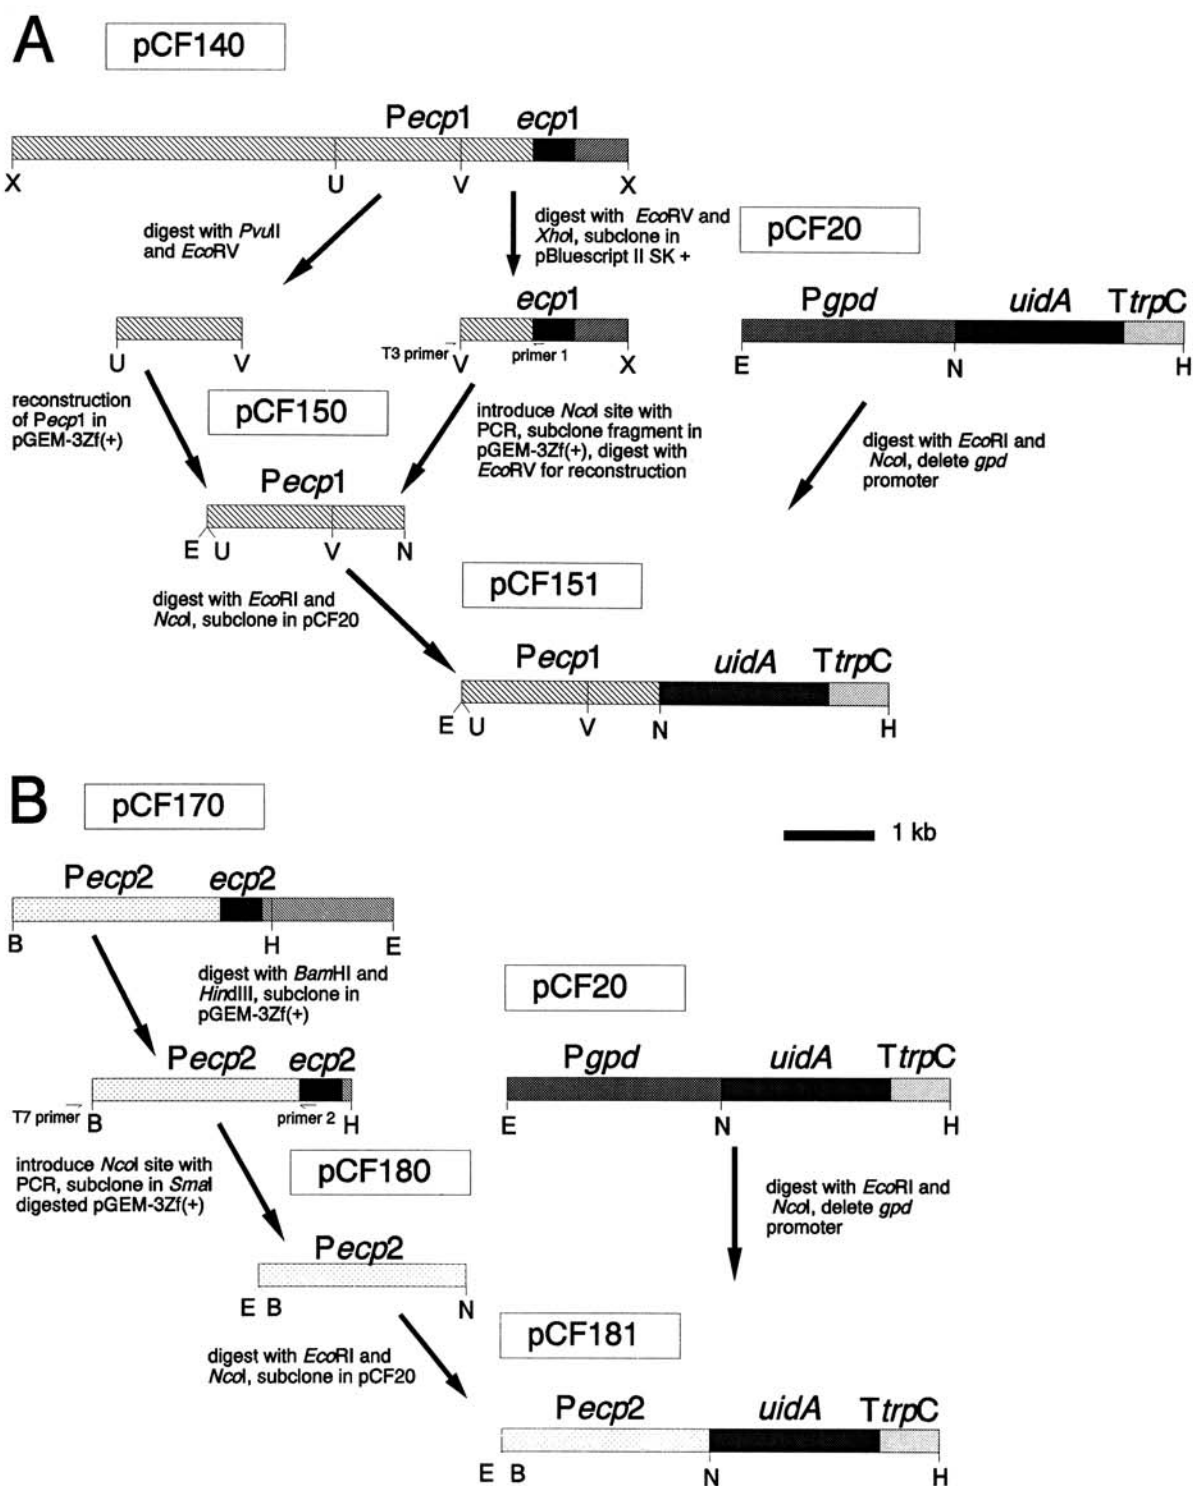 A
pCF140
Pecp1 ecp1
X U V X
digest with PvuII
and EcoRV
digest with EcoRV and
XhoI, subclone in
pBluescript II SK +
pCF20
ecp1
Pgpd uidA TtrpC
U V
T3 primer V primer 1 X
E N H
reconstruction
of Pecp1 in
pGEM-3Zf(+)
pCF150
introduce NcoI site with
PCR, subclone fragment in
pGEM-3Zf(+), digest with
EcoRV for reconstruction
digest with EcoRI and
NcoI, delete gpd
promoter
Pecp1
E U V N
digest with EcoRI and
NcoI, subclone in pCF20
pCF151
Pecp1 uidA TtrpC
E U V N H
B
pCF170
1 kb
Pecp2 ecp2
B H E
digest with BamHI and
HindIII, subclone in
pGEM-3Zf(+)
pCF20
Pecp2 ecp2
Pgpd uidA TtrpC
T7 primer B primer 2 H
E N H
introduce NcoI site with
PCR, subclone in SmaI
digested pGEM-3Zf(+)
pCF180
digest with EcoRI and
NcoI, delete gpd
promoter
Pecp2
E B N
digest with EcoRI and
NcoI, subclone in pCF20
pCF181
Pecp2 uidA TtrpC
E B N H